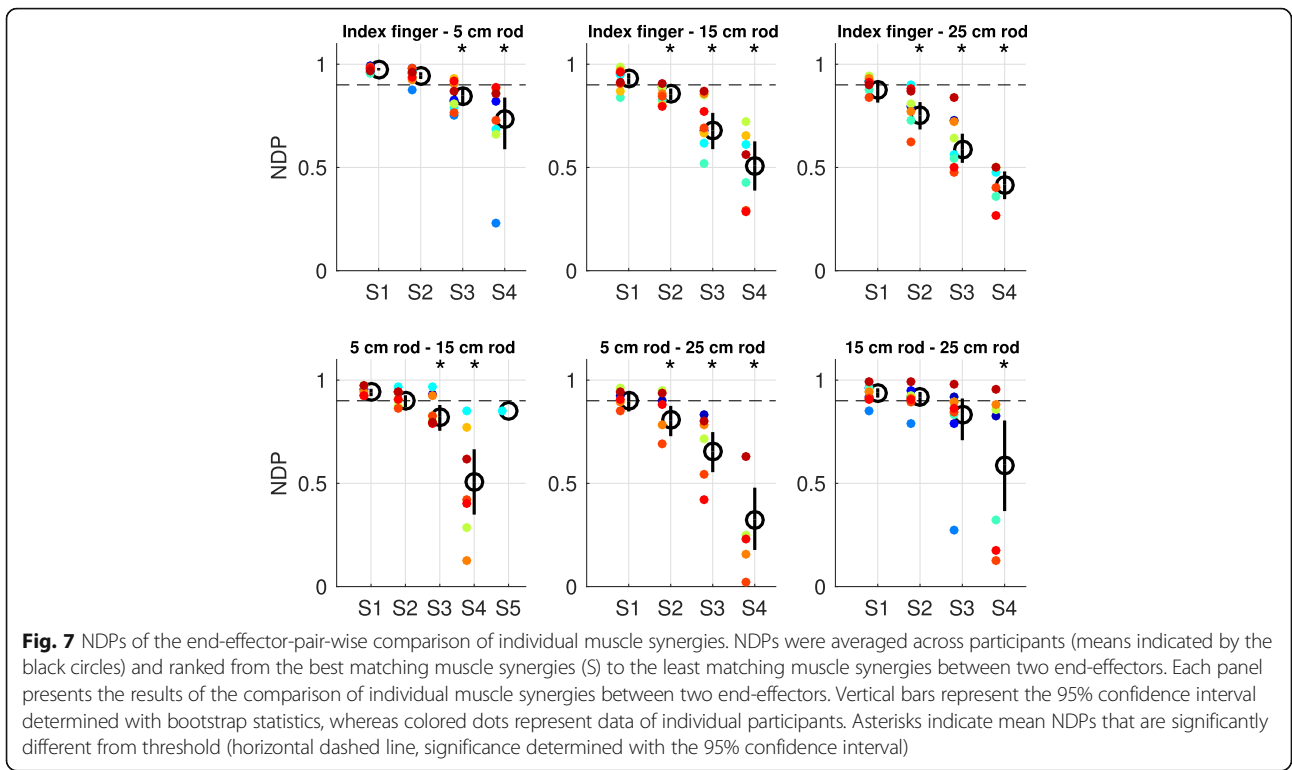 Index finger - 5 cm rod
* *
1
0.5
0
NDP
S1 S2 S3 S4
Index finger - 15 cm rod
* * *
1
0.5
0
S1 S2 S3 S4
Index finger - 25 cm rod
* * *
1
0.5
0
S1 S2 S3 S4
5 cm rod - 15 cm rod
* *
1
0.5
0
NDP
S1 S2 S3 S4 S5
5 cm rod - 25 cm rod
* * *
1
0.5
0
S1 S2 S3 S4
15 cm rod - 25 cm rod
*
1
0.5
0
S1 S2 S3 S4
Fig. 7 NDPs of the end-effector-pair-wise comparison of individual muscle synergies. NDPs were averaged across participants (means indicated by the
black circles) and ranked from the best matching muscle synergies (S) to the least matching muscle synergies between two end-effectors. Each panel
presents the results of the comparison of individual muscle synergies between two end-effectors. Vertical bars represent the 95% confidence interval
determined with bootstrap statistics, whereas colored dots represent data of individual participants. Asterisks indicate mean NDPs that are significantly
different from threshold (horizontal dashed line, significance determined with the 95% confidence interval)